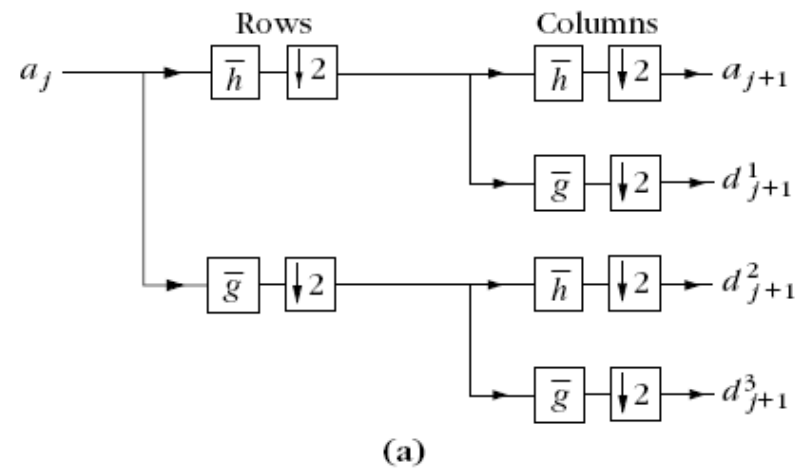 Rows Columns
a_j h̅ ↓2 h̅ ↓2 a_{j+1}
g̅ ↓2 d^1_{j+1}
g̅ ↓2 h̅ ↓2 d^2_{j+1}
g̅ ↓2 d^3_{j+1}
(a)